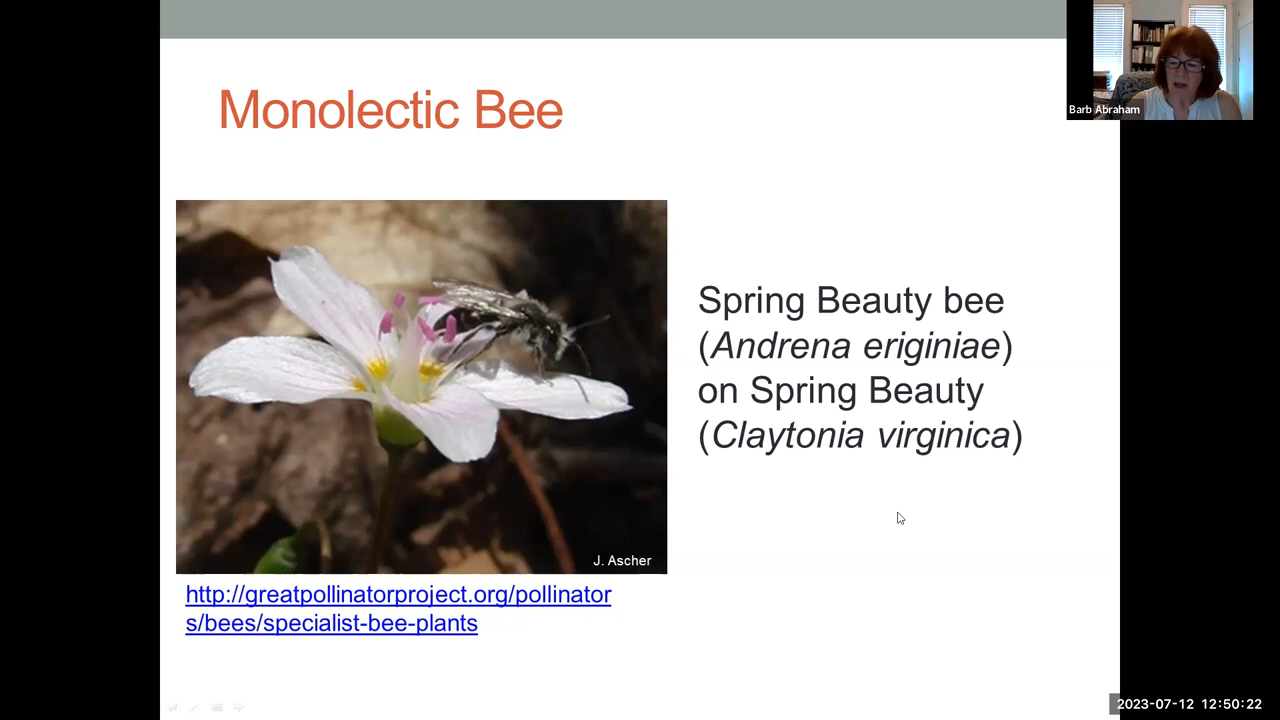 Monolectic Bee
Barb Abraham
Spring Beauty bee
(Andrena eriginiae)
on Spring Beauty
(Claytonia virginica)
J. Ascher
http://greatpollinatorproject.org/pollinator
s/bees/specialist-bee-plants
2023-07-12 12:50:22